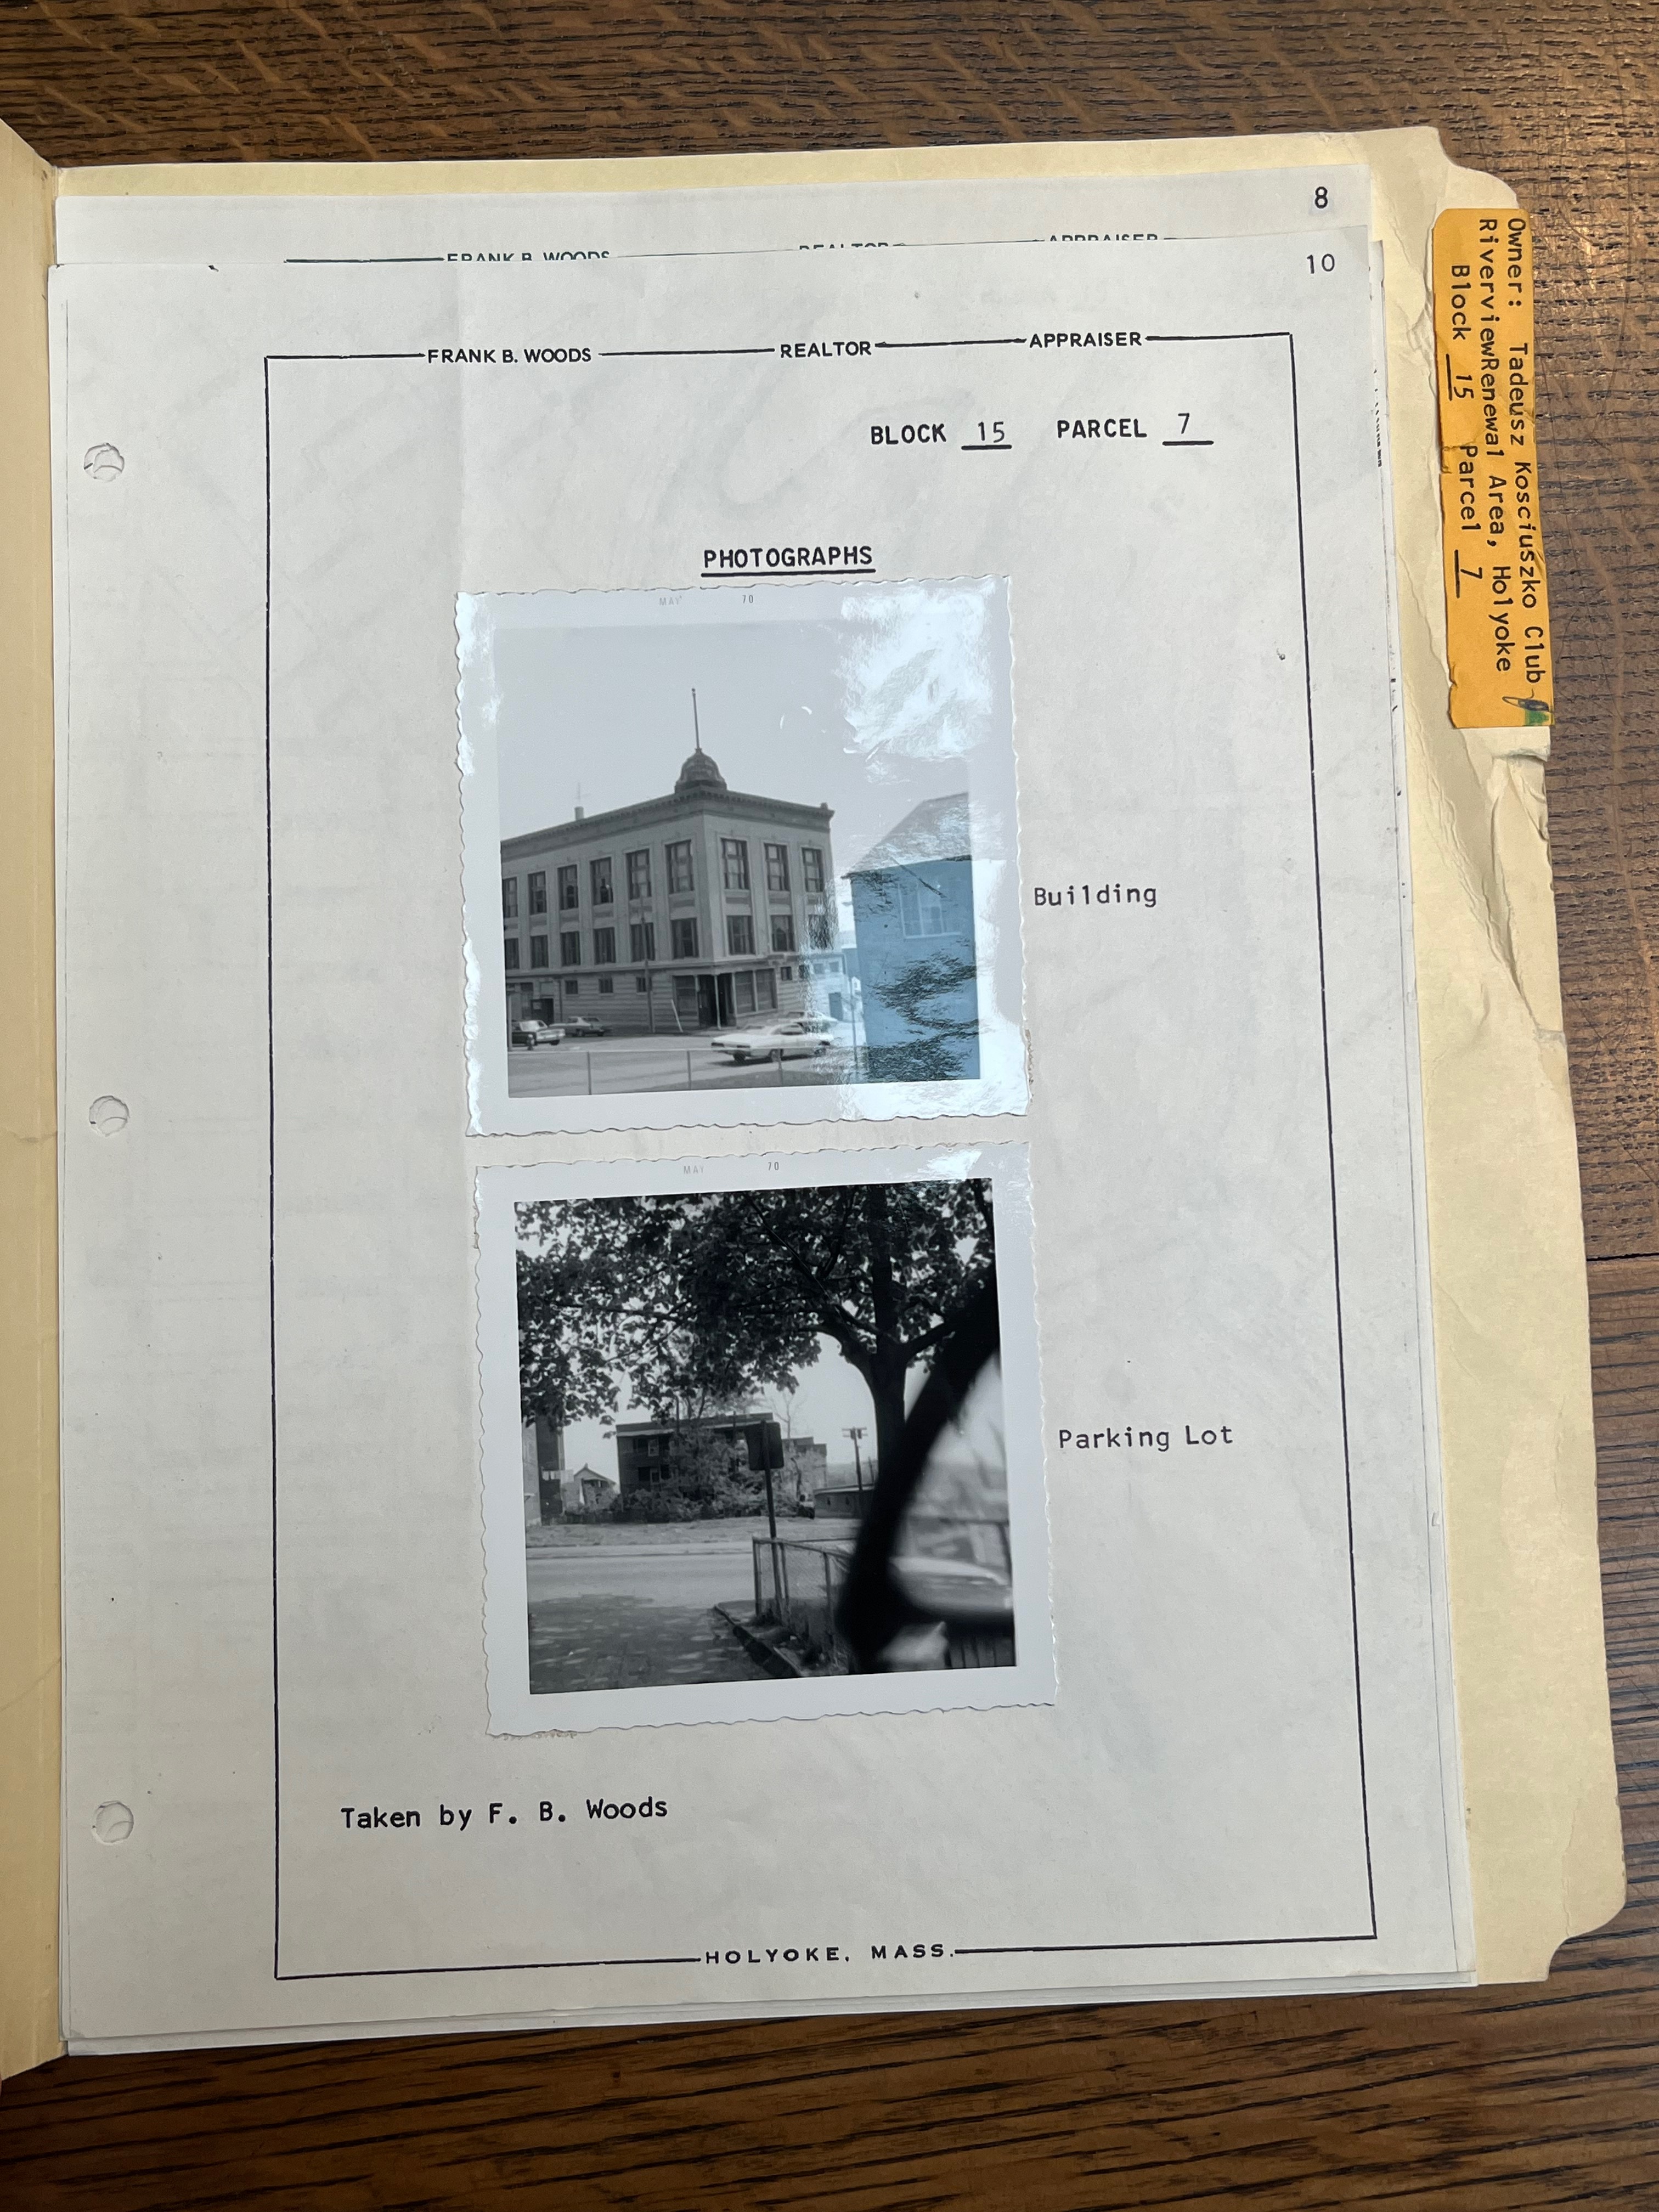 8
FRANK B. WOODS REALTOR APPRAISER
10
FRANK B. WOODS REALTOR APPRAISER
BLOCK 15 PARCEL 7
PHOTOGRAPHS
MAY 70
Building
MAY 70
Parking Lot
Taken by F. B. Woods
HOLYOKE, MASS.
Owner: Tadeusz Kosciuszko Club
RiverviewRenewal Area, Holyoke
Block 15 Parcel 7